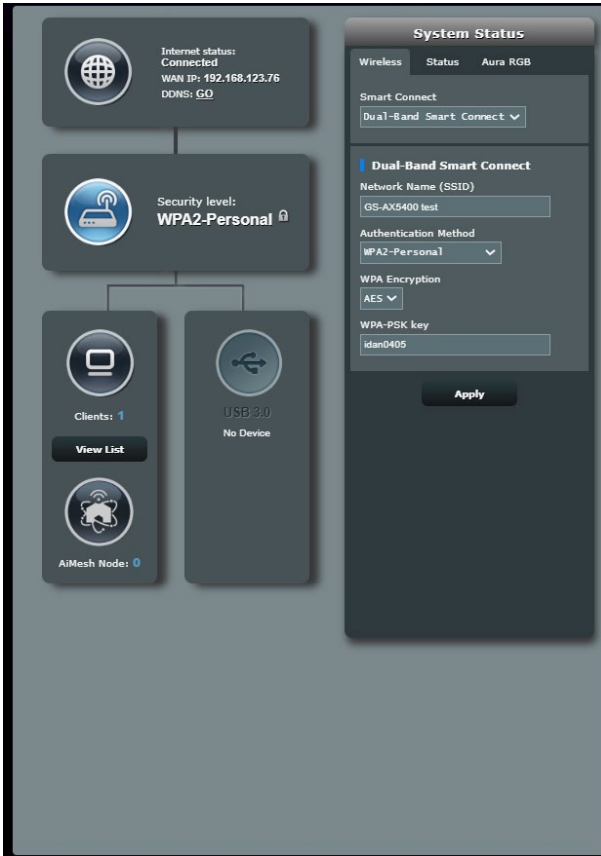 Internet status:
Connected
WAN IP: 192.168.123.76
DDNS: GO
Security level:
WPA2-Personal
Clients: 1
View List
AiMesh Node: 0
USB 3.0
No Device
System Status
Wireless Status Aura RGB
Smart Connect
Dual-Band Smart Connect
Dual-Band Smart Connect
Network Name (SSID)
GS-AX5400 test
Authentication Method
WPA2-Personal
WPA Encryption
AES
WPA-PSK key
idan0405
Apply